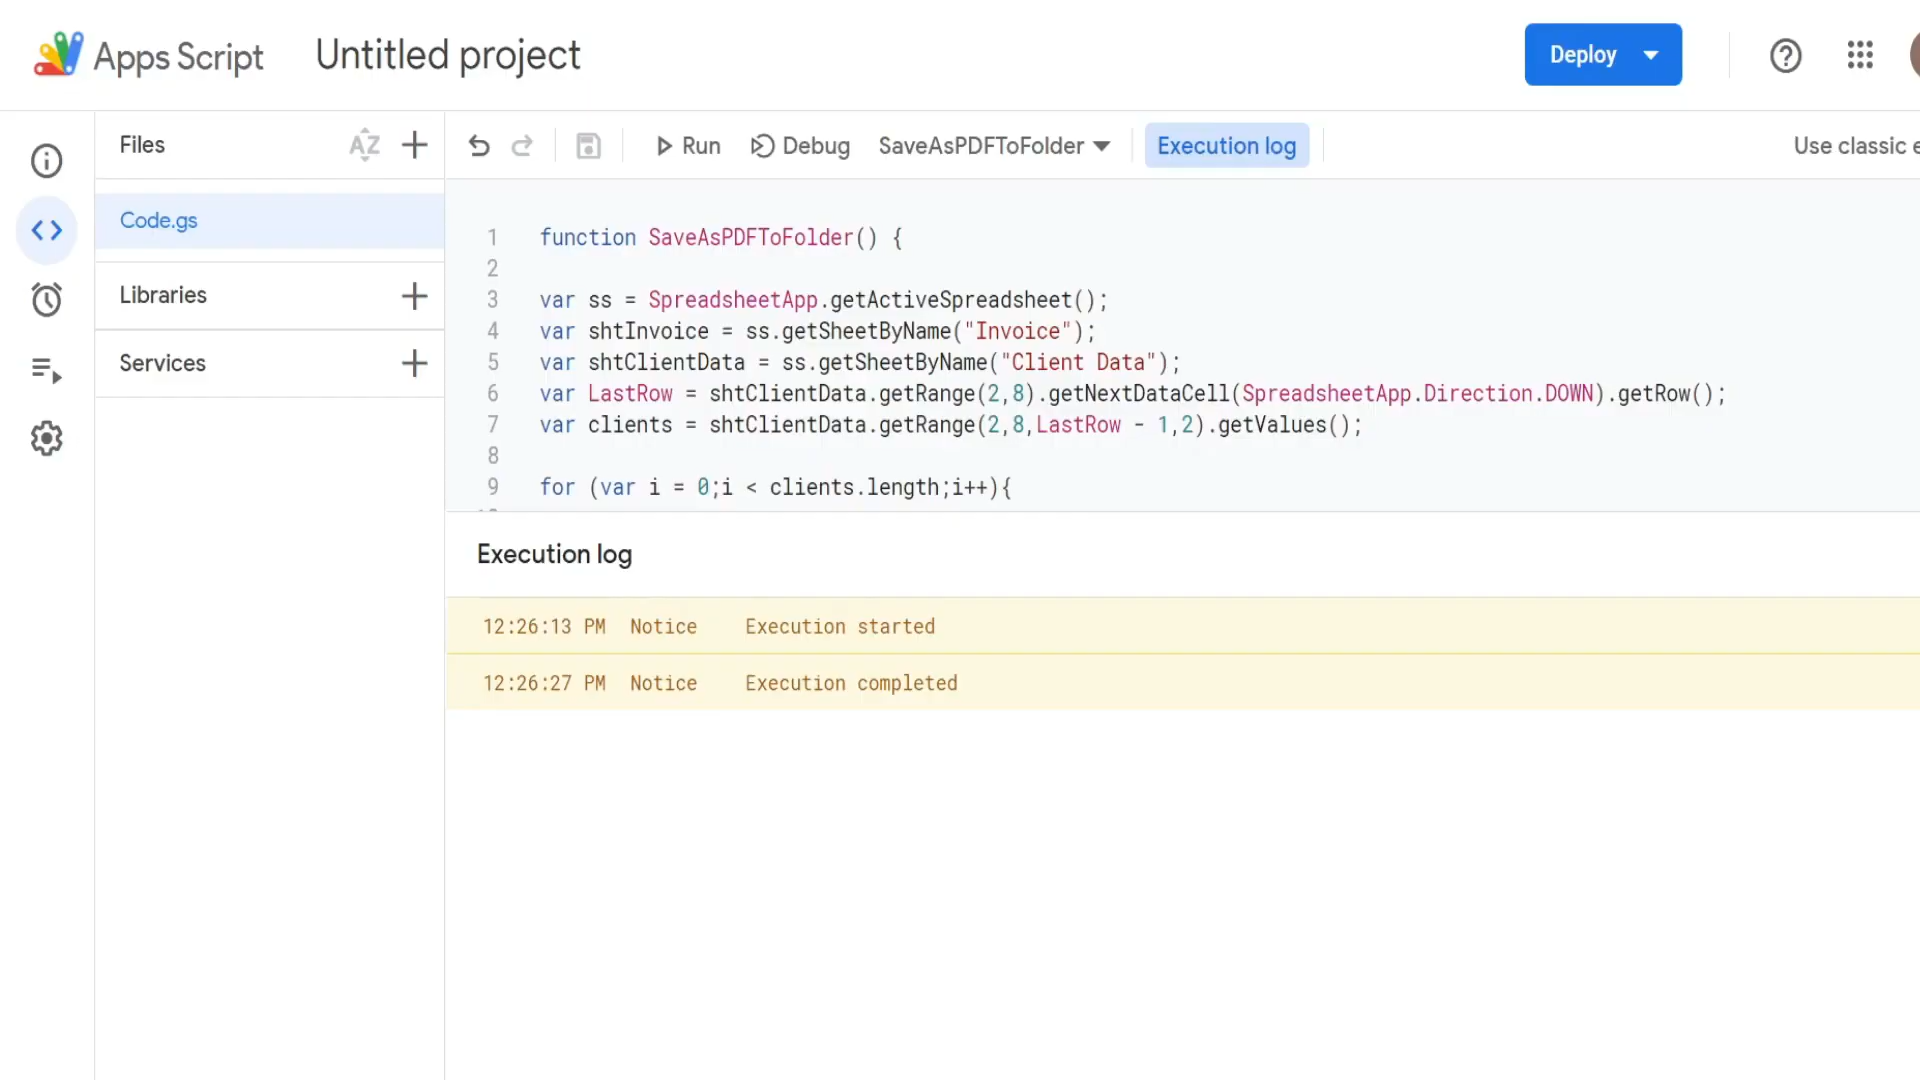 Apps Script Untitled project Deploy
Files AZ Run Debug SaveAsPDFToFolder Execution log Use classic
Code.gs
Libraries
Services
1 function SaveAsPDFToFolder() {
2
3 var ss = SpreadsheetApp.getActiveSpreadsheet();
4 var shtInvoice = ss.getSheetByName("Invoice");
5 var shtClientData = ss.getSheetByName("Client Data");
6 var LastRow = shtClientData.getRange(2,8).getNextDataCell(SpreadsheetApp.Direction.DOWN).getRow();
7 var clients = shtClientData.getRange(2,8,LastRow - 1,2).getValues();
8
9 for (var i = 0;i < clients.length;i++){
Execution log
12:26:13 PM Notice Execution started
12:26:27 PM Notice Execution completed